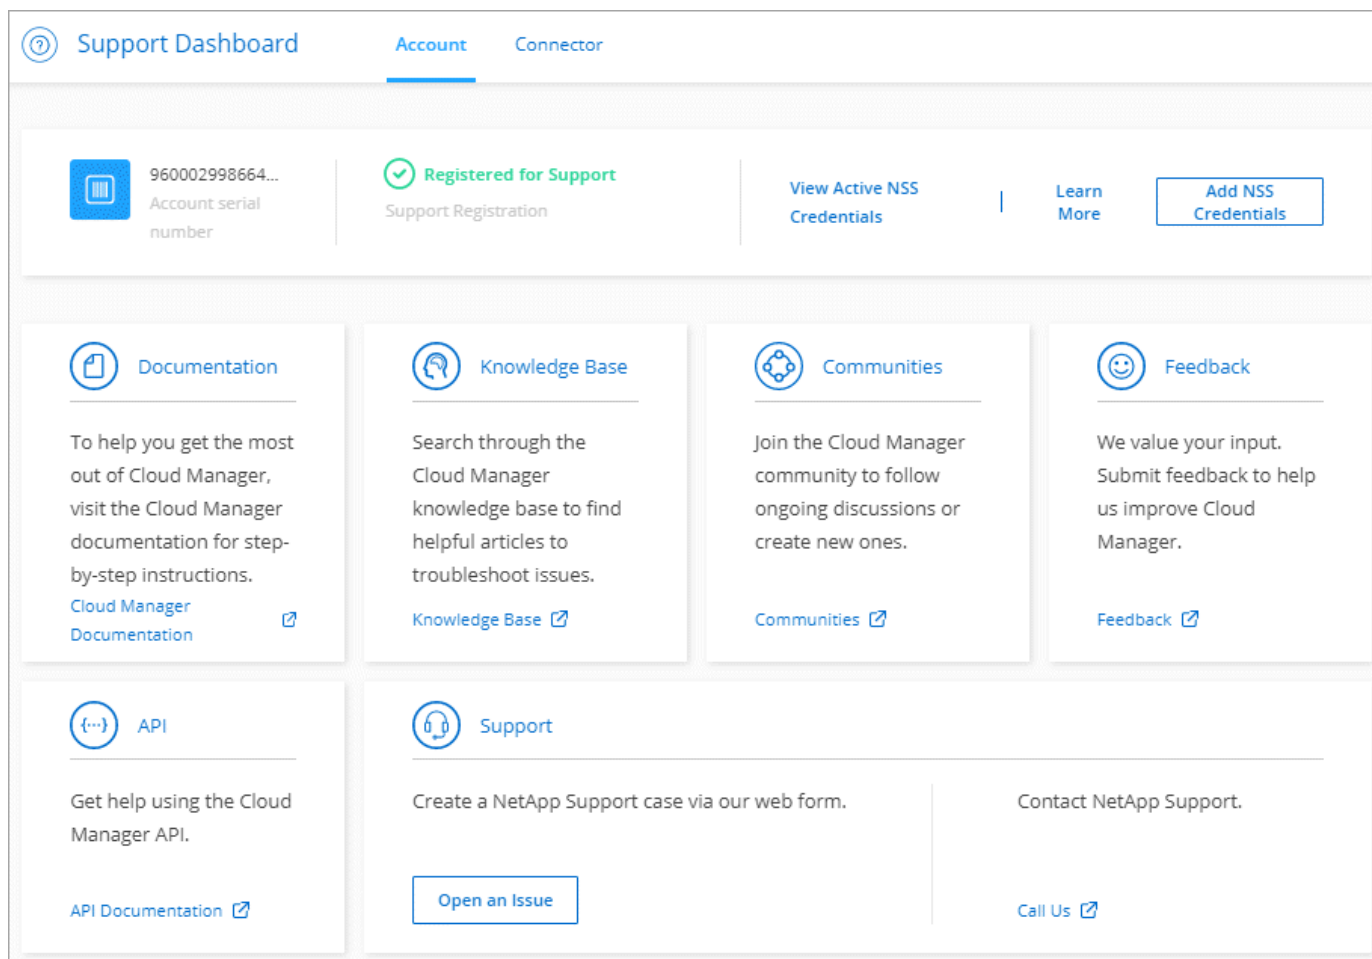 Support Dashboard
Account
Connector
960002998664...
Account serial
number
Registered for Support
Support Registration
View Active NSS
Credentials
Learn
More
Add NSS
Credentials
Documentation
To help you get the most
out of Cloud Manager,
visit the Cloud Manager
documentation for step-
by-step instructions.
Cloud Manager
Documentation
Knowledge Base
Search through the
Cloud Manager
knowledge base to find
helpful articles to
troubleshoot issues.
Knowledge Base
Communities
Join the Cloud Manager
community to follow
ongoing discussions or
create new ones.
Communities
Feedback
We value your input.
Submit feedback to help
us improve Cloud
Manager.
Feedback
API
Get help using the Cloud
Manager API.
API Documentation
Support
Create a NetApp Support case via our web form.
Open an Issue
Contact NetApp Support.
Call Us